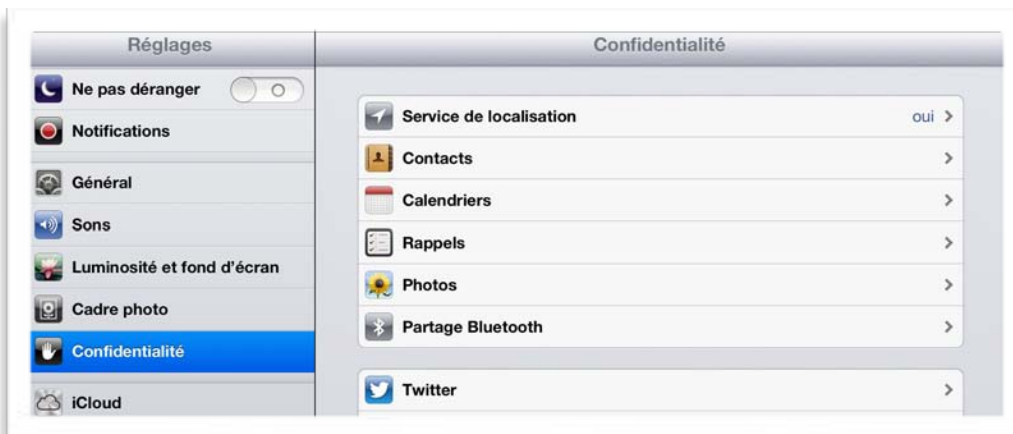 Réglages
Ne pas déranger
Notifications
Général
Sons
Luminosité et fond d'écran
Cadre photo
Confidentialité
iCloud
Confidentialité
Service de localisation oui
Contacts
Calendriers
Rappels
Photos
Partage Bluetooth
Twitter